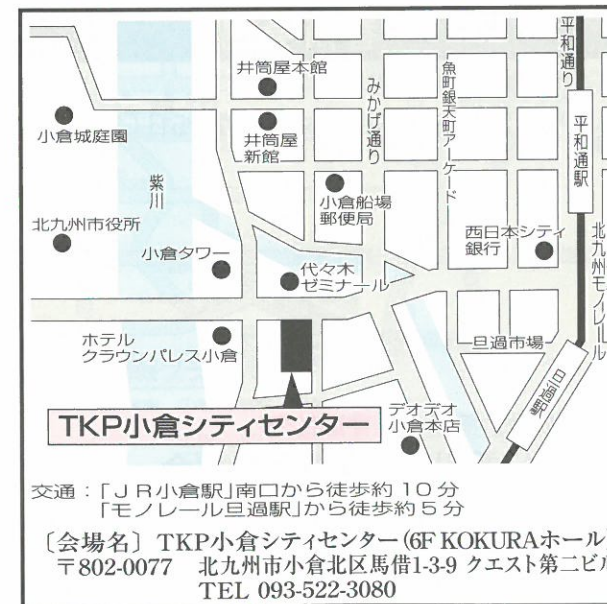 井筒屋本館
みかげ通り
魚町銀天町アーケード
平和通り
小倉城庭園
井筒屋
新館
平和通駅
紫川
小倉船場
郵便局
北九州市役所
小倉タワー
代々木
ゼミナール
西日本シティ
銀行
北九州モノレール
ホテル
クラウンパレス小倉
旦過市場
旦過駅
TKP小倉シティセンター
デオデオ
小倉本店
交通:「JR小倉駅」南口から徒歩約10分
「モノレール旦過駅」から徒歩約5分
〔会場名〕TKP小倉シティセンター(6F KOKURAホール
〒802-0077 北九州市小倉北区馬借1-3-9 クエスト第二ビル
TEL 093-522-3080